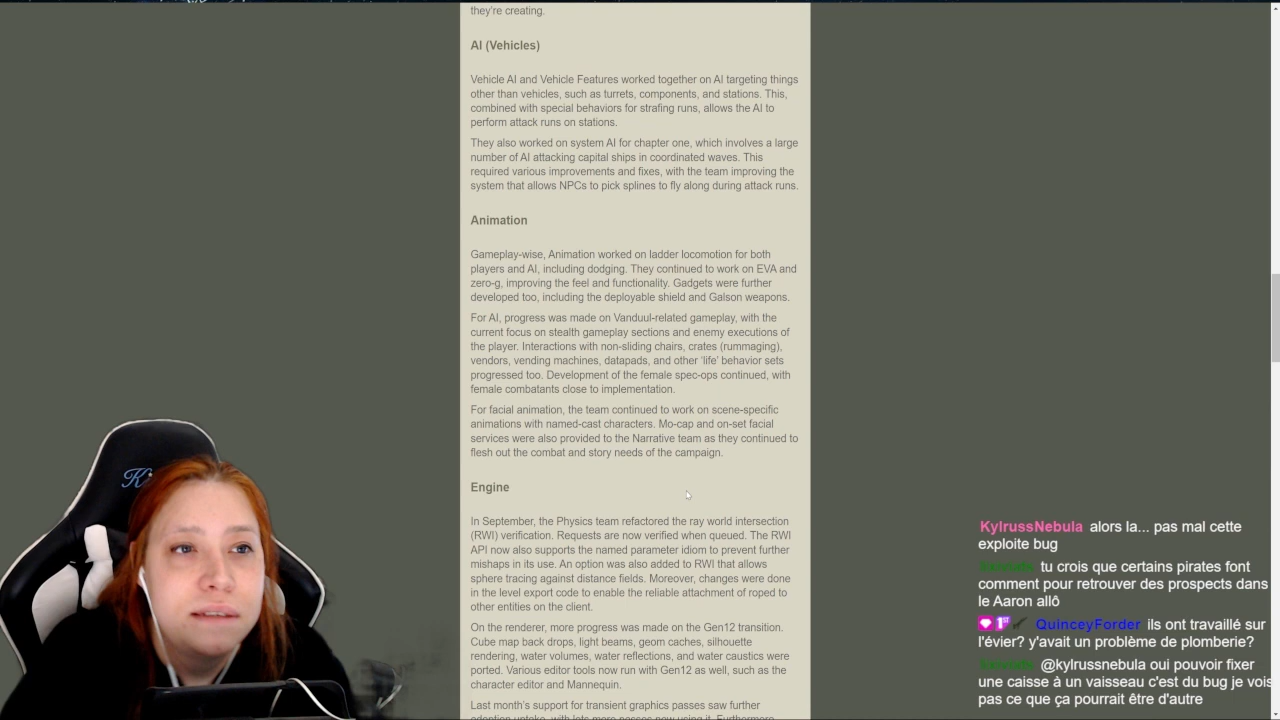 they're creating.
AI (Vehicles)
Vehicle AI and Vehicle Features worked together on AI targeting things
other than vehicles, such as turrets, components, and stations. This,
combined with special behaviors for strafing runs, allows the AI to
perform attack runs on stations.
They also worked on system AI for chapter one, which involves a large
number of AI attacking capital ships in coordinated waves. This
required various improvements and fixes, with the team improving the
system that allows NPCs to pick splines to fly along during attack runs.
Animation
Gameplay-wise, Animation worked on ladder locomotion for both
players and AI, including dodging. They continued to work on EVA and
zero-g, improving the feel and functionality. Gadgets were further
developed too, including the deployable shield and Galson weapons.
For AI, progress was made on Vanduul-related gameplay, with the
current focus on stealth gameplay sections and enemy executions of
the player. Interactions with non-sliding chairs, crates (rummaging),
vendors, vending machines, datapads, and other 'life' behavior sets
progressed too. Development of the female spec-ops continued, with
female combatants close to implementation.
For facial animation, the team continued to work on scene-specific
animations with named-cast characters. Mo-cap and on-set facial
services were also provided to the Narrative team as they continued to
flesh out the combat and story needs of the campaign.
Engine
In September, the Physics team refactored the ray world intersection
(RWI) verification. Requests are now verified when queued. The RWI
API now also supports the named parameter idiom to prevent further
mishaps in its use. An option was also added to RWI that allows
sphere tracing against distance fields. Moreover, changes were done
in the level export code to enable the reliable attachment of roped to
other entities on the client.
On the renderer, more progress was made on the Gen12 transition.
Cube map back drops, light beams, geom caches, silhouette
rendering, water volumes, water reflections, and water caustics were
ported. Various editor tools now run with Gen12 as well, such as the
character editor and Mannequin.
Last month's support for transient graphics passes saw further
adoption, with lots more passes now using it. Furthermore,
KylrussNebula alors la... pas mal cette
exploite bug
tu crois que certains pirates font
comment pour retrouver des prospects dans
le Aaron allô
QuinceyForder ils ont travaillé sur
l'évier? y'avait un problème de plomberie?
@kylrussnebula oui pouvoir fixer
une caisse à un vaisseau c'est du bug je vois
pas ce que ça pourrait être d'autre